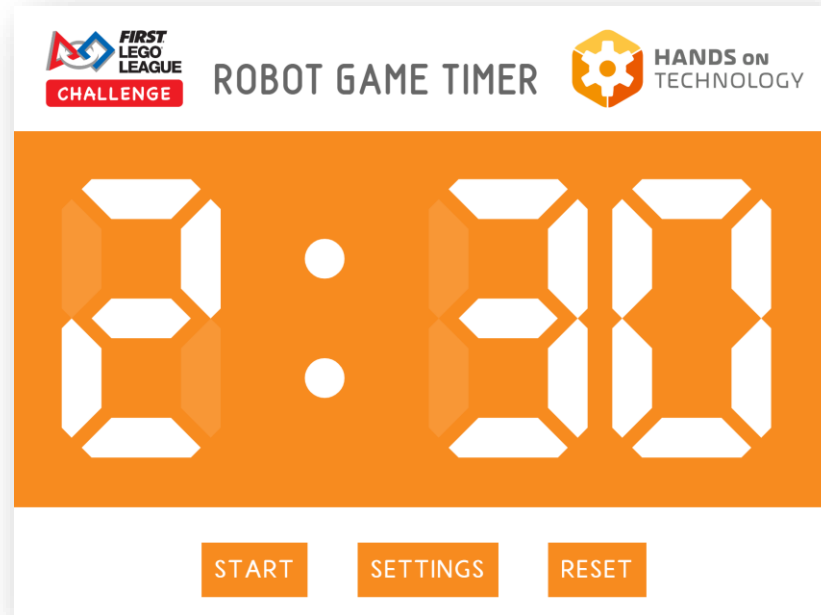 FIRST
LEGO
LEAGUE
CHALLENGE
ROBOT GAME TIMER
HANDS ON
TECHNOLOGY
2:30
START SETTINGS RESET